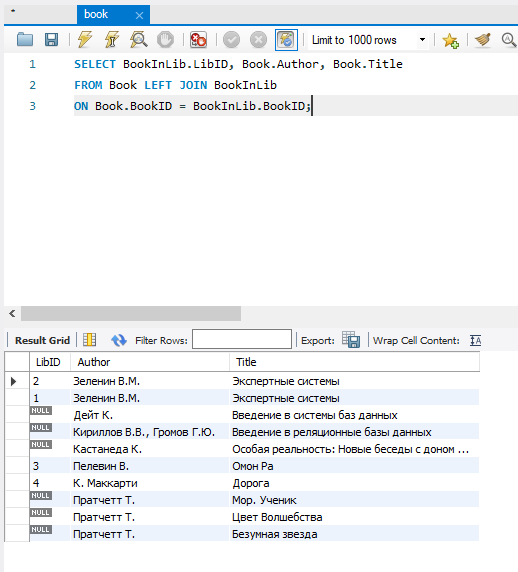 * book ×
Limit to 1000 rows
1 SELECT BookInLib.LibID, Book.Author, Book.Title
2 FROM Book LEFT JOIN BookInLib
3 ON Book.BookID = BookInLib.BookID;
Result Grid Filter Rows: Export: Wrap Cell Content: IA
LibID Author Title
2 Зеленин В.М. Экспертные системы
1 Зеленин В.М. Экспертные системы
NULL Дейт К. Введение в системы баз данных
NULL Кириллов В.В., Громов Г.Ю. Введение в реляционные базы данных
NULL Кастанеда К. Особая реальность: Новые беседы с доном ...
3 Пелевин В. Омон Ра
4 К. Маккарти Дорога
NULL Пратчетт Т. Мор. Ученик
NULL Пратчетт Т. Цвет Волшебства
NULL Пратчетт Т. Безумная звезда